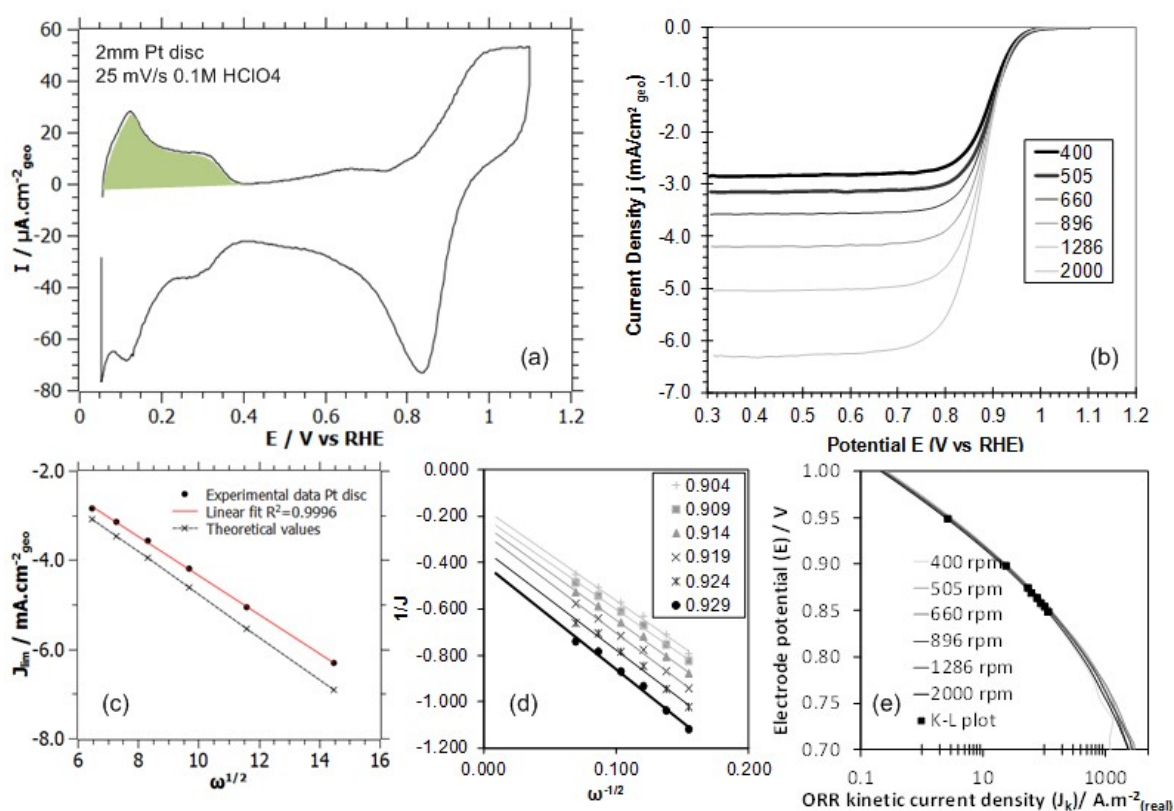 60
40
20
0
-20
-40
-60
-80
2mm Pt disc
25 mV/s 0.1M HClO4
I / µA.cm-2geo
0 0.2 0.4 0.6 0.8 1 1.2
E / V vs RHE
(a)
0.0
-1.0
-2.0
-3.0
-4.0
-5.0
-6.0
-7.0
Current Density j (mA/cm2 geo)
400
505
660
896
1286
2000
(b)
0.3 0.4 0.5 0.6 0.7 0.8 0.9 1 1.1 1.2
Potential E (V vs RHE)
-2.0
-4.0
-6.0
-8.0
Jlim / mA.cm-2geo
Experimental data Pt disc
Linear fit R2=0.9996
Theoretical values
(c)
6 8 10 12 14 16
ω1/2
0.000
-0.200
-0.400
-0.600
-0.800
-1.000
-1.200
1/J
0.904
0.909
0.914
0.919
0.924
0.929
(d)
0.000 0.100 0.200
ω-1/2
1.00
0.95
0.90
0.85
0.80
0.75
0.70
Electrode potential (E) / V
400 rpm
505 rpm
660 rpm
896 rpm
1286 rpm
2000 rpm
K-L plot
(e)
0.1 10 1000
ORR kinetic current density (Jk)/ A.m-2(real)